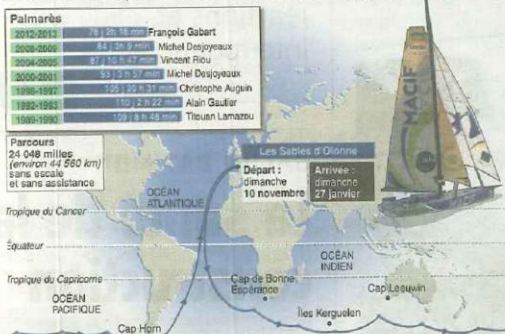 Palmarès
2012-2013 78 j 2h 16 min François Gabart
2008-2009 84 j 3h 9 min Michel Desjoyeaux
2004-2005 87 j 10 h 47 min Vincent Riou
2000-2001 93 j 3 h 57 min Michel Desjoyeaux
1996-1997 105 j 20 h 31 min Christophe Auguin
1992-1993 110 j 2 h 22 min Alain Gautier
1989-1990 109 j 8 h 48 min Titouan Lamazou
Parcours
24 048 milles
(environ 44 560 km)
sans escale
et sans assistance
Les Sables d'Olonne
Départ :
dimanche
10 novembre
Arrivée :
dimanche
27 janvier
MACIF
OCÉAN
ATLANTIQUE
Tropique du Cancer
Équateur
OCÉAN
INDIEN
Tropique du Capricorne
Cap de Bonne
Espérance
Cap Leeuwin
OCÉAN
PACIFIQUE
Îles Kerguelen
Cap Horn